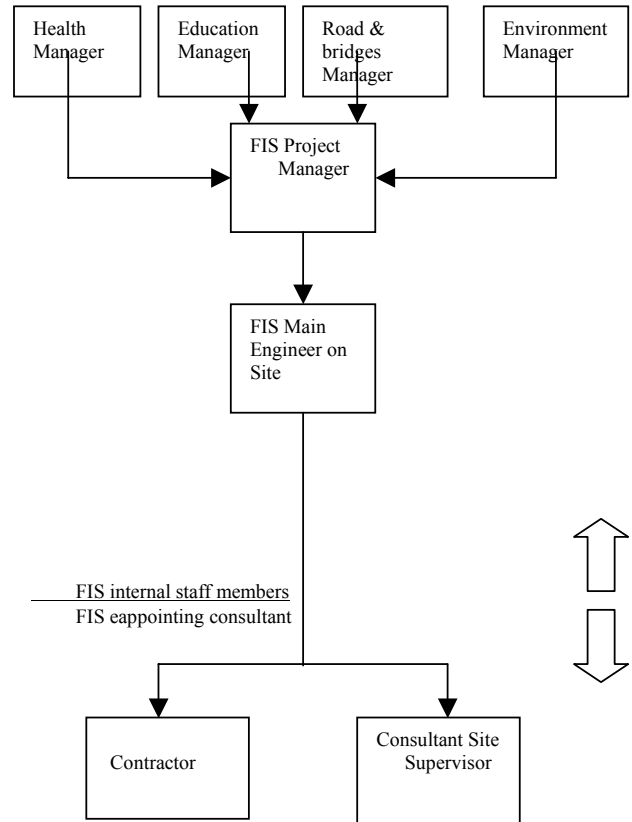 Health
Manager
Education
Manager
Road &
bridges
Manager
Environment
Manager
FIS Project
Manager
FIS Main
Engineer on
Site
FIS internal staff members
FIS eappointing consultant
Contractor
Consultant Site
Supervisor